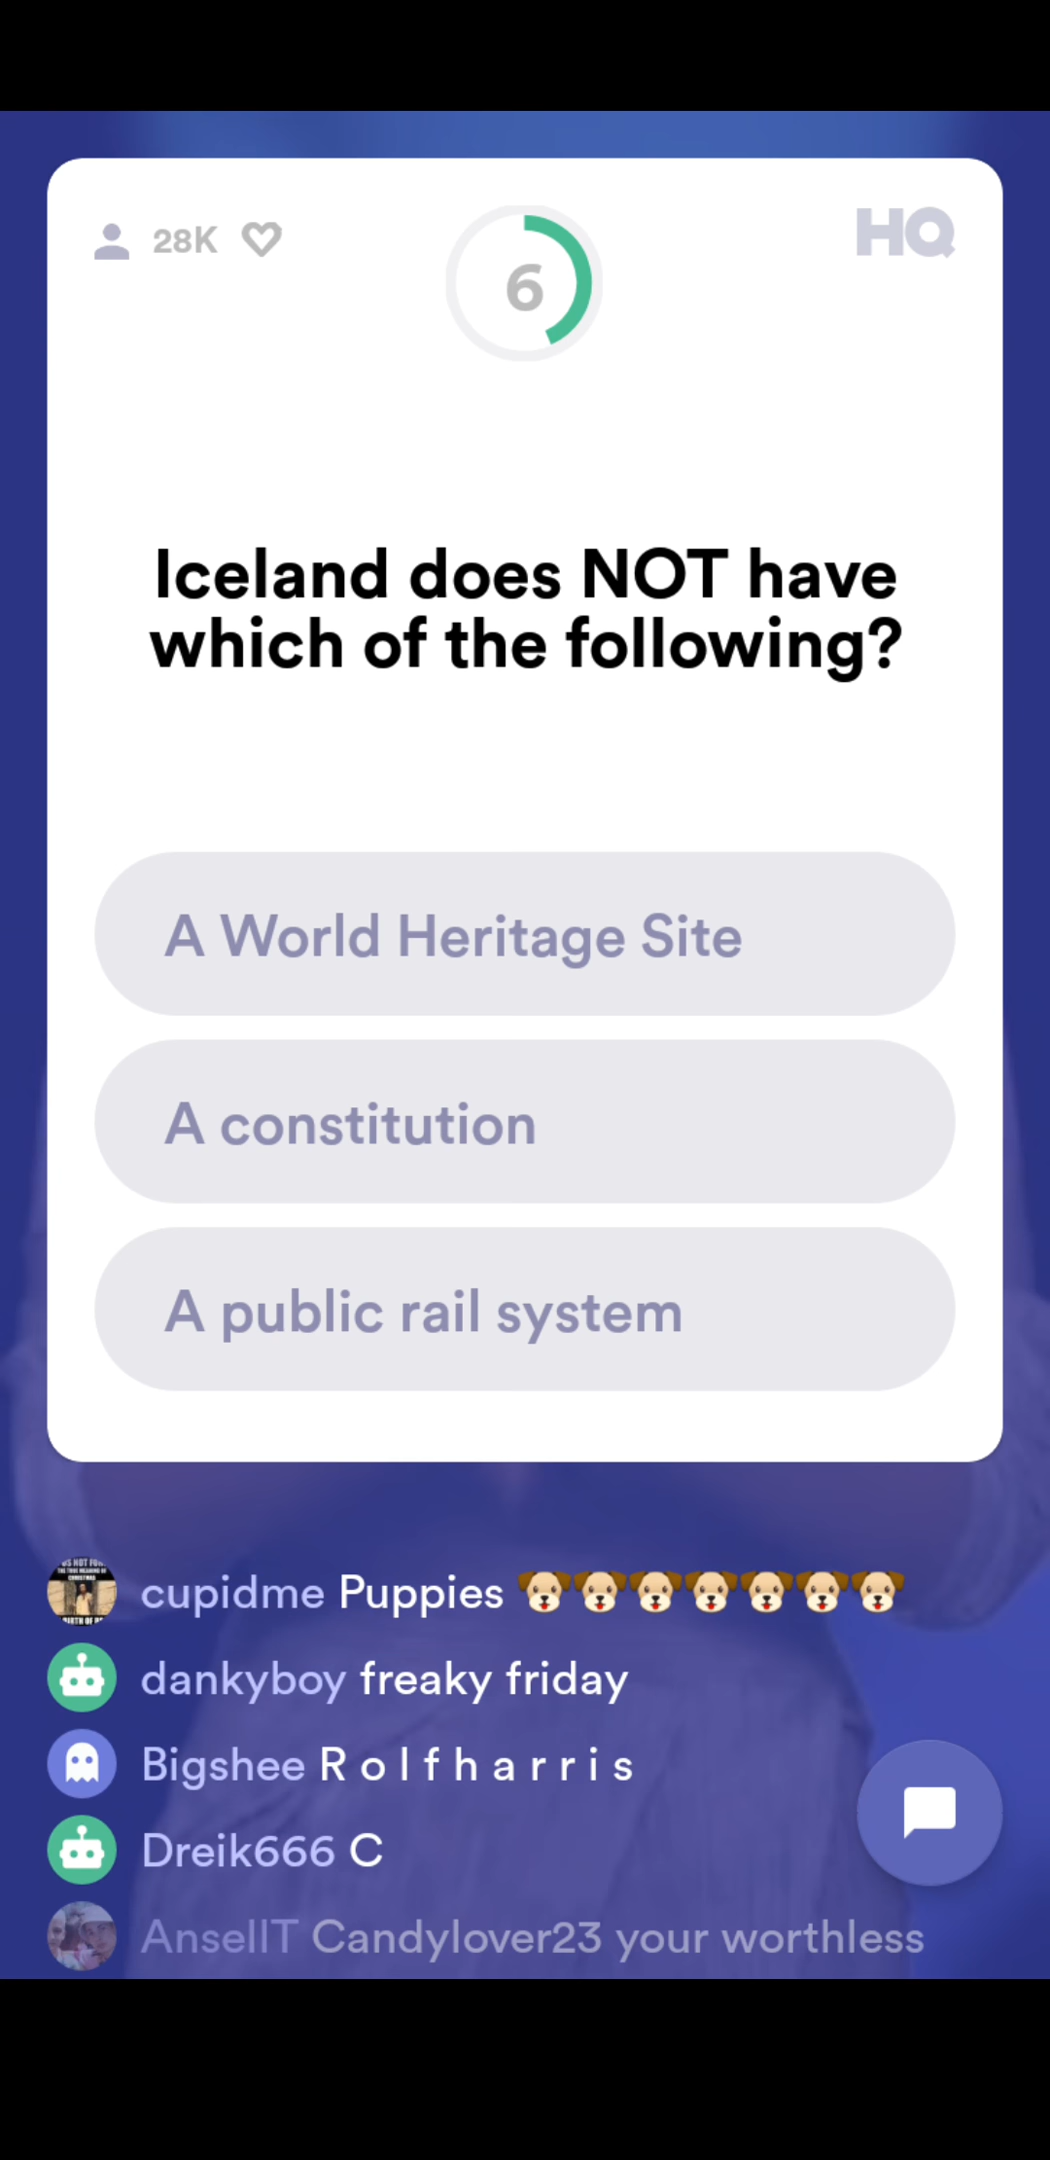 28K
HQ
6
Iceland does NOT have
which of the following?
A World Heritage Site
A constitution
A public rail system
cupidme Puppies 🐶🐶🐶🐶🐶🐶🐶
dankyboy freaky friday
Bigshee R o l f h a r r i s
Dreik666 C
AnsellT Candylover23 your worthless